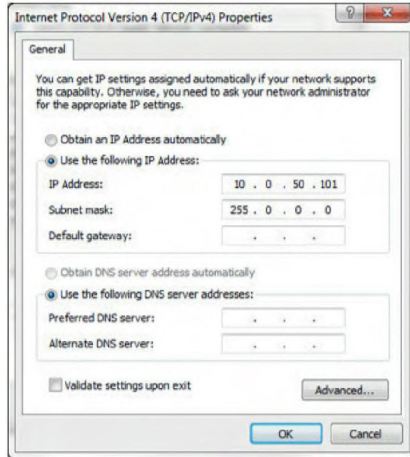 Internet Protocol Version 4 (TCP/IPv4) Properties
General
You can get IP settings assigned automatically if your network supports
this capability. Otherwise, you need to ask your network administrator
for the appropriate IP settings.
Obtain an IP Address automatically
Use the following IP Address:
IP Address: 10 . 0 . 50 . 101
Subnet mask: 255 . 0 . 0 . 0
Default gateway: . . .
Obtain DNS server address automatically
Use the following DNS server addresses:
Preferred DNS server: . . .
Alternate DNS server: . . .
Validate settings upon exit
Advanced...
OK Cancel